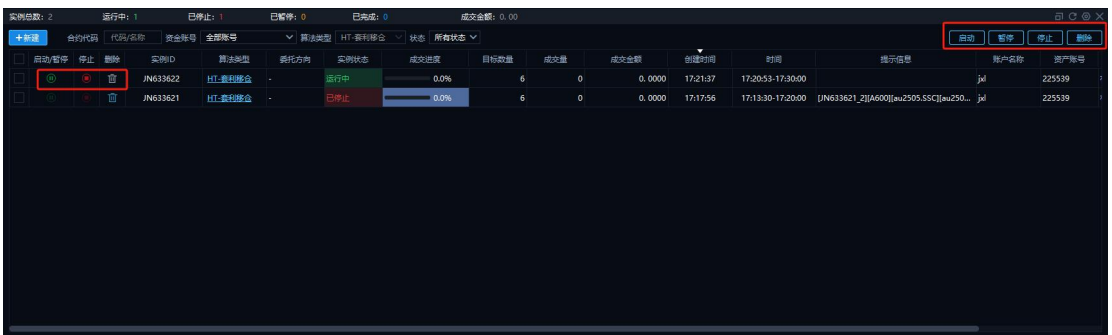 实例总数: 2 运行中: 1 已停止: 1 已暂停: 0 已完成: 0 成交金额: 0.00
+新建 合约代码 代码/名称 资金账号 全部账号 算法类型 HT-套利移仓 状态 所有状态 启动 暂停 停止 删除
启动/暂停 停止 删除 实例ID 算法类型 委托方向 实例状态 成交进度 目标数量 成交量 成交金额 创建时间 时间 提示信息 账户名称 资产账号
JN633622 HT-套利移仓 - 运行中 0.0% 6 0 0.0000 17:21:37 17:20:53-17:30:00 jxl 225539
JN633621 HT-套利移仓 - 已停止 0.0% 6 0 0.0000 17:17:56 17:13:30-17:20:00 [JN633621_2][A600][au2505.SSC][au250... jxl 225539